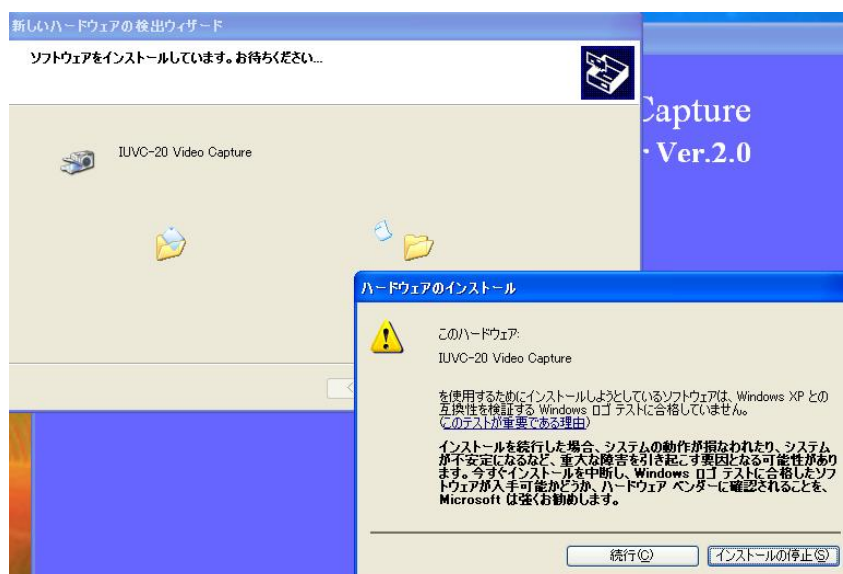 新しいハードウェアの検出ウィザード
ソフトウェアをインストールしています。お待ちください...
IUVC-20 Video Capture
Capture
Ver.2.0
ハードウェアのインストール
このハードウェア:
IUVC-20 Video Capture
を使用するためにインストールしようとしているソフトウェアは、Windows XP との
互換性を検証する Windows ロゴ テストに合格していません。
(このテストが重要である理由)
インストールを続行した場合、システムの動作が損なわれたり、システム
が不安定になるなど、重大な障害を引き起こす要因となる可能性があり
ます。今すぐインストールを中断し、Windows ロゴ テストに合格したソフ
トウェアが入手可能かどうか、ハードウェア ベンダーに確認されることを、
Microsoft は強くお勧めします。
続行(C)
インストールの停止(S)